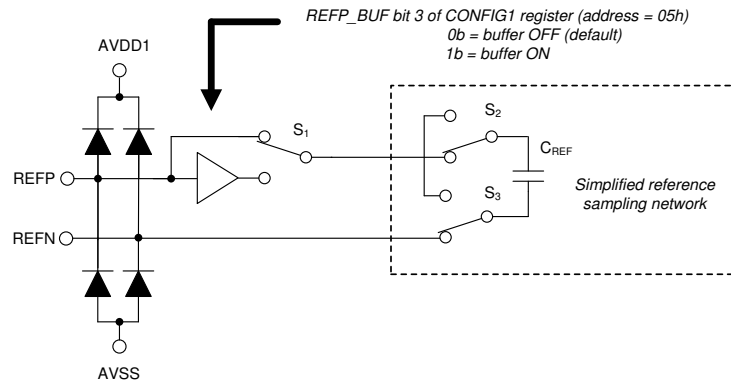 REFP_BUF bit 3 of CONFIG1 register (address = 05h)
0b = buffer OFF (default)
1b = buffer ON
AVDD1
S1
S2
CREF
REFP
S3
Simplified reference
sampling network
REFN
AVSS